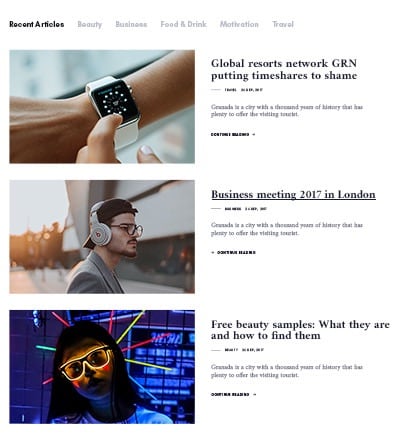 Recent Articles Beauty Business Food & Drink Motivation Travel
Global resorts network GRN
putting timeshares to shame
TRAVEL 24 SEP, 2017
Granada is a city with a thousand years of history that has
plenty to offer the visiting tourist.
CONTINUE READING →
Business meeting 2017 in London
BUSINESS 24 SEP, 2017
Granada is a city with a thousand years of history that has
plenty to offer the visiting tourist.
→ CONTINUE READING
Free beauty samples: What they are
and how to find them
BEAUTY 24 SEP, 2017
Granada is a city with a thousand years of history that has
plenty to offer the visiting tourist.
CONTINUE READING →